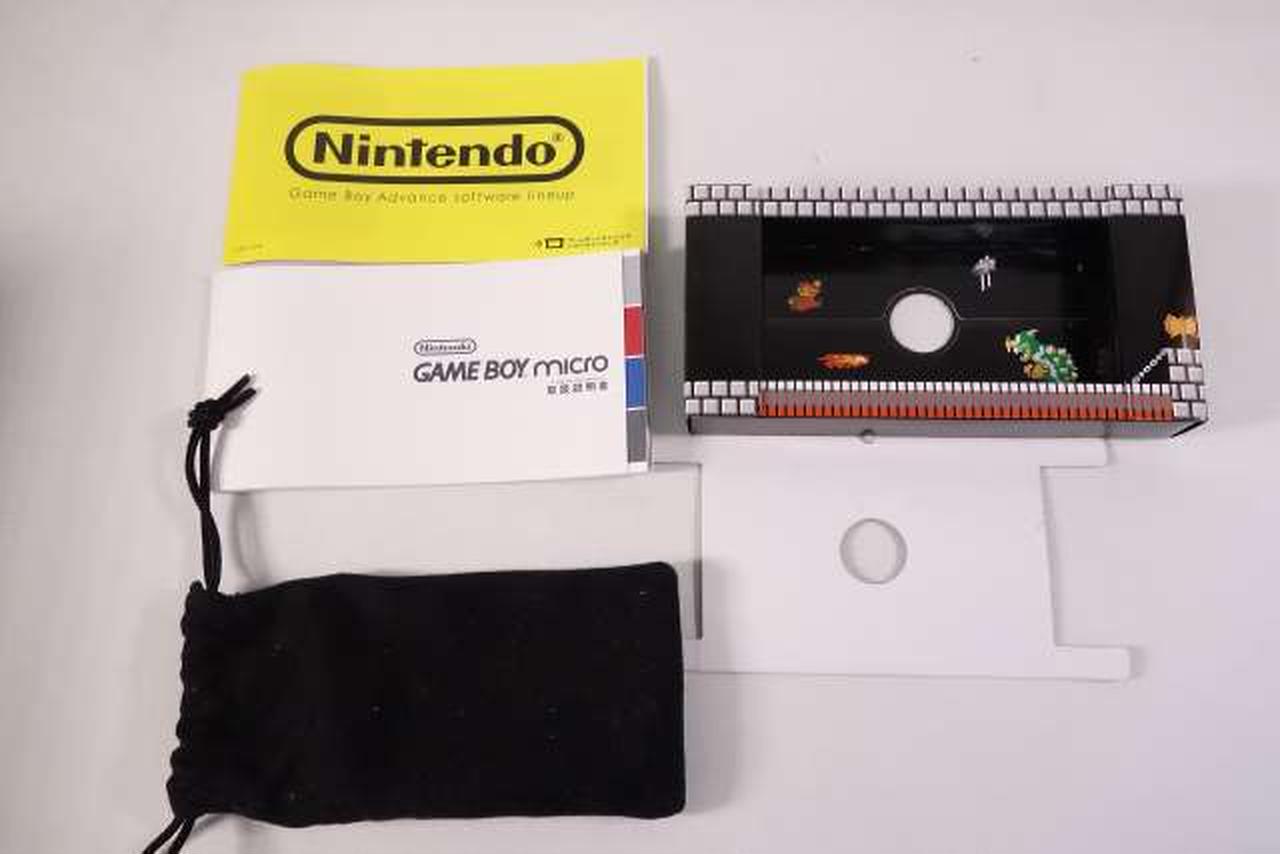 Nintendo®
Game Boy Advance software lineup
Nintendo
GAME BOY micro
取扱説明書